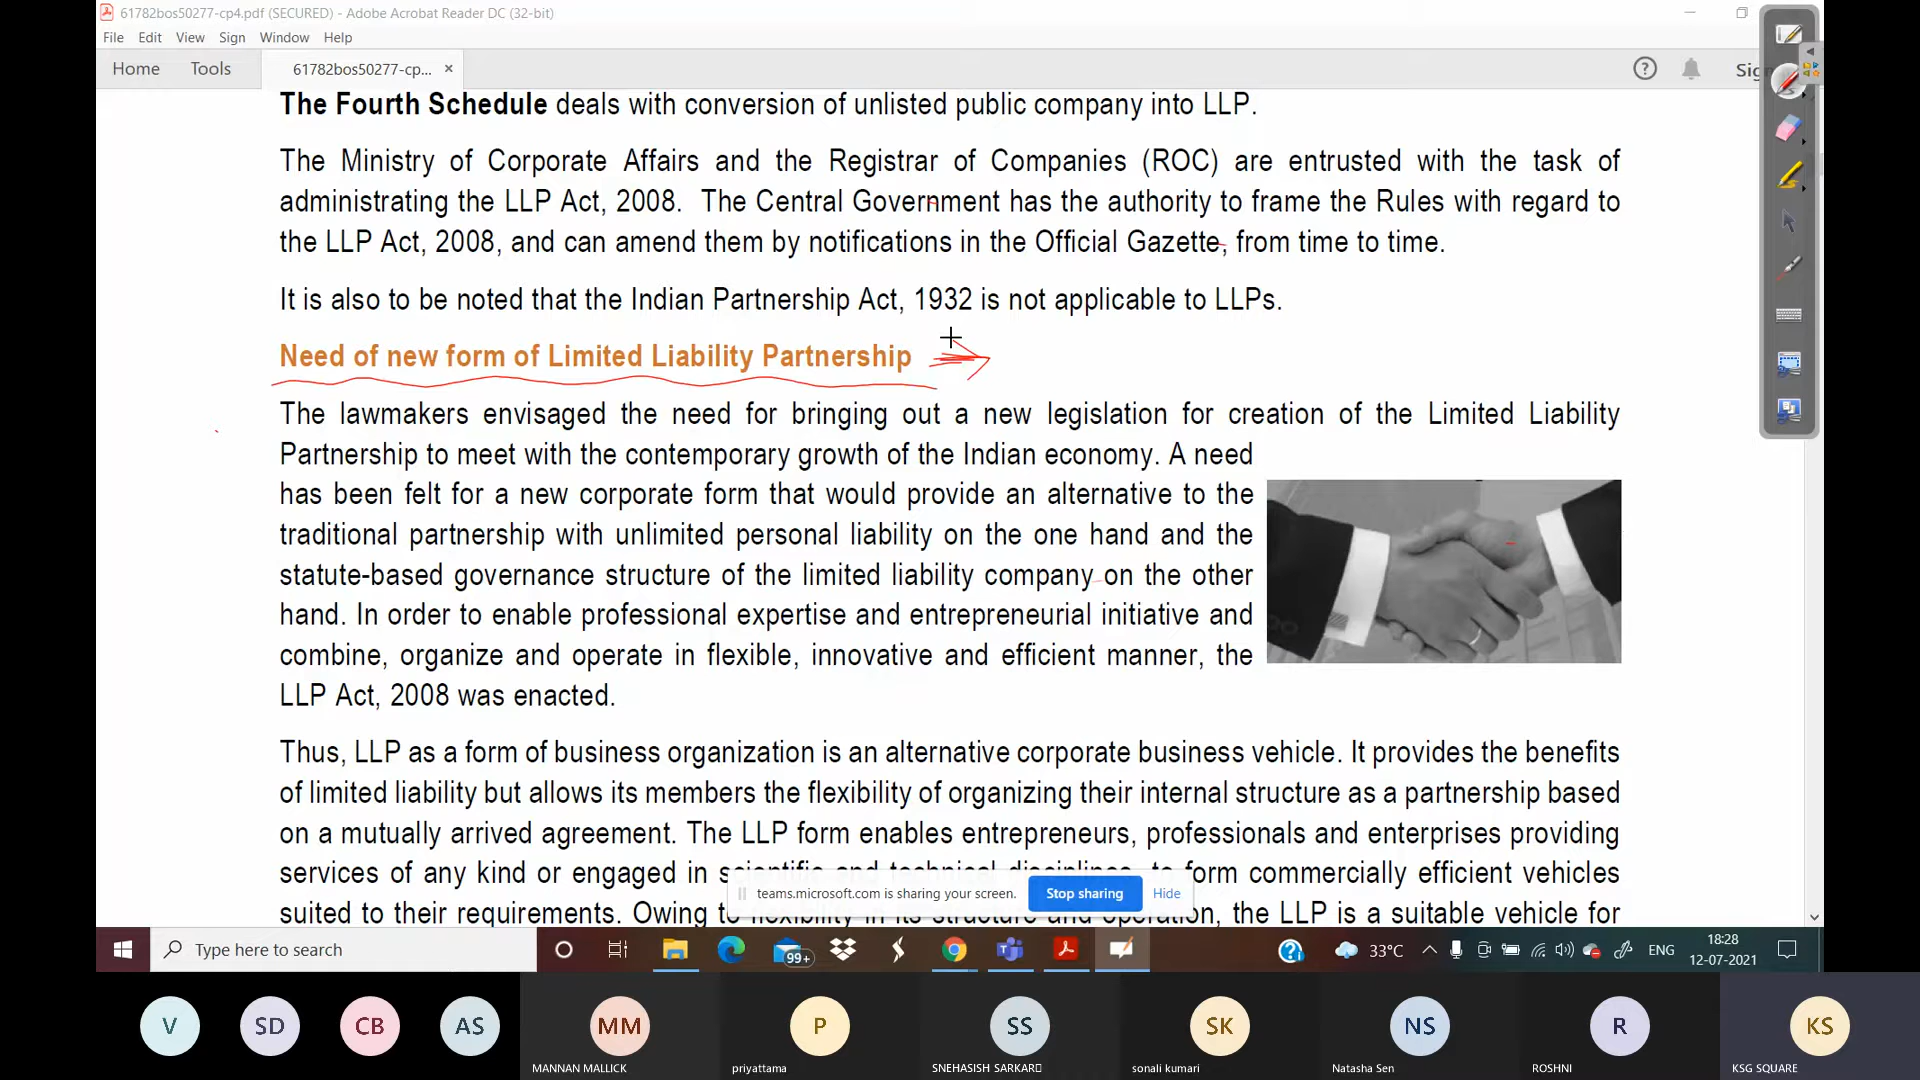 61782bos50277-cp4.pdf (SECURED) - Adobe Acrobat Reader DC (32-bit)
File Edit View Sign Window Help
Home Tools 61782bos50277-cp... ×
The Fourth Schedule deals with conversion of unlisted public company into LLP.
The Ministry of Corporate Affairs and the Registrar of Companies (ROC) are entrusted with the task of
administrating the LLP Act, 2008. The Central Government has the authority to frame the Rules with regard to
the LLP Act, 2008, and can amend them by notifications in the Official Gazette, from time to time.
It is also to be noted that the Indian Partnership Act, 1932 is not applicable to LLPs.
Need of new form of Limited Liability Partnership
The lawmakers envisaged the need for bringing out a new legislation for creation of the Limited Liability
Partnership to meet with the contemporary growth of the Indian economy. A need
has been felt for a new corporate form that would provide an alternative to the
traditional partnership with unlimited personal liability on the one hand and the
statute-based governance structure of the limited liability company on the other
hand. In order to enable professional expertise and entrepreneurial initiative and
combine, organize and operate in flexible, innovative and efficient manner, the
LLP Act, 2008 was enacted.
Thus, LLP as a form of business organization is an alternative corporate business vehicle. It provides the benefits
of limited liability but allows its members the flexibility of organizing their internal structure as a partnership based
on a mutually arrived agreement. The LLP form enables entrepreneurs, professionals and enterprises providing
services of any kind or engaged in scientific and technical disciplines, to form commercially efficient vehicles
suited to their requirements. Owing to flexibility in its structure and operation, the LLP is a suitable vehicle for
teams.microsoft.com is sharing your screen. Stop sharing Hide
Type here to search
99+
33°C
ENG
18:28
12-07-2021
V SD CB AS MM P SS SK NS R KS
MANNAN MALLICK priyattama SNEHASISH SARKAR sonali kumari Natasha Sen ROSHNI KSG SQUARE